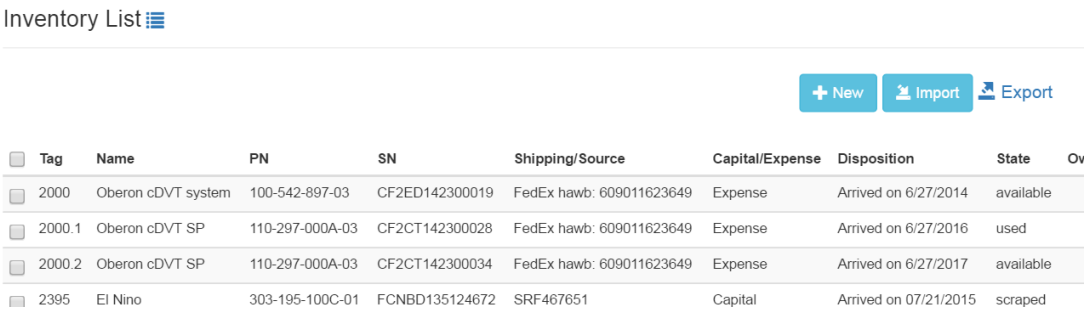 Inventory List
New Import Export
Tag Name PN SN Shipping/Source Capital/Expense Disposition State Ow
2000 Oberon cDVT system 100-542-897-03 CF2ED142300019 FedEx hawb: 609011623649 Expense Arrived on 6/27/2014 available
2000.1 Oberon cDVT SP 110-297-000A-03 CF2CT142300028 FedEx hawb: 609011623649 Expense Arrived on 6/27/2016 used
2000.2 Oberon cDVT SP 110-297-000A-03 CF2CT142300034 FedEx hawb: 609011623649 Expense Arrived on 6/27/2017 available
2395 El Nino 303-195-100C-01 FCNBD135124672 SRF467651 Capital Arrived on 07/21/2015 scraped